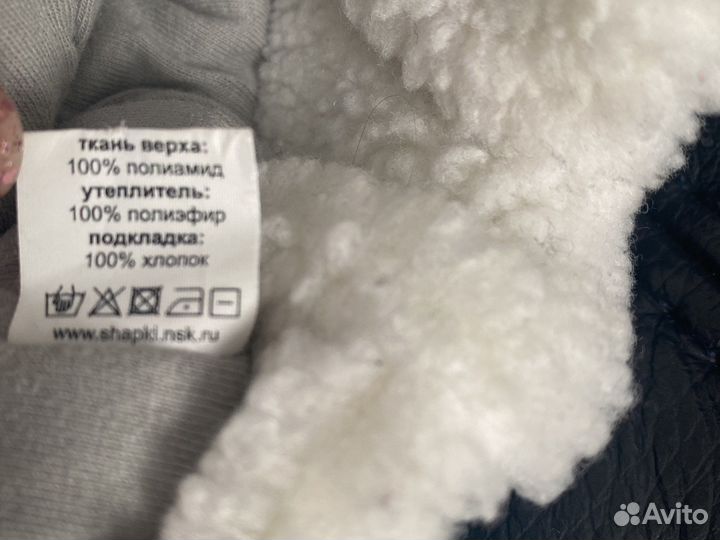 ткань верха:
100% полиамид
утеплитель:
100% полиэфир
подкладка:
100% хлопок
www.shapki.nsk.ru
Avito